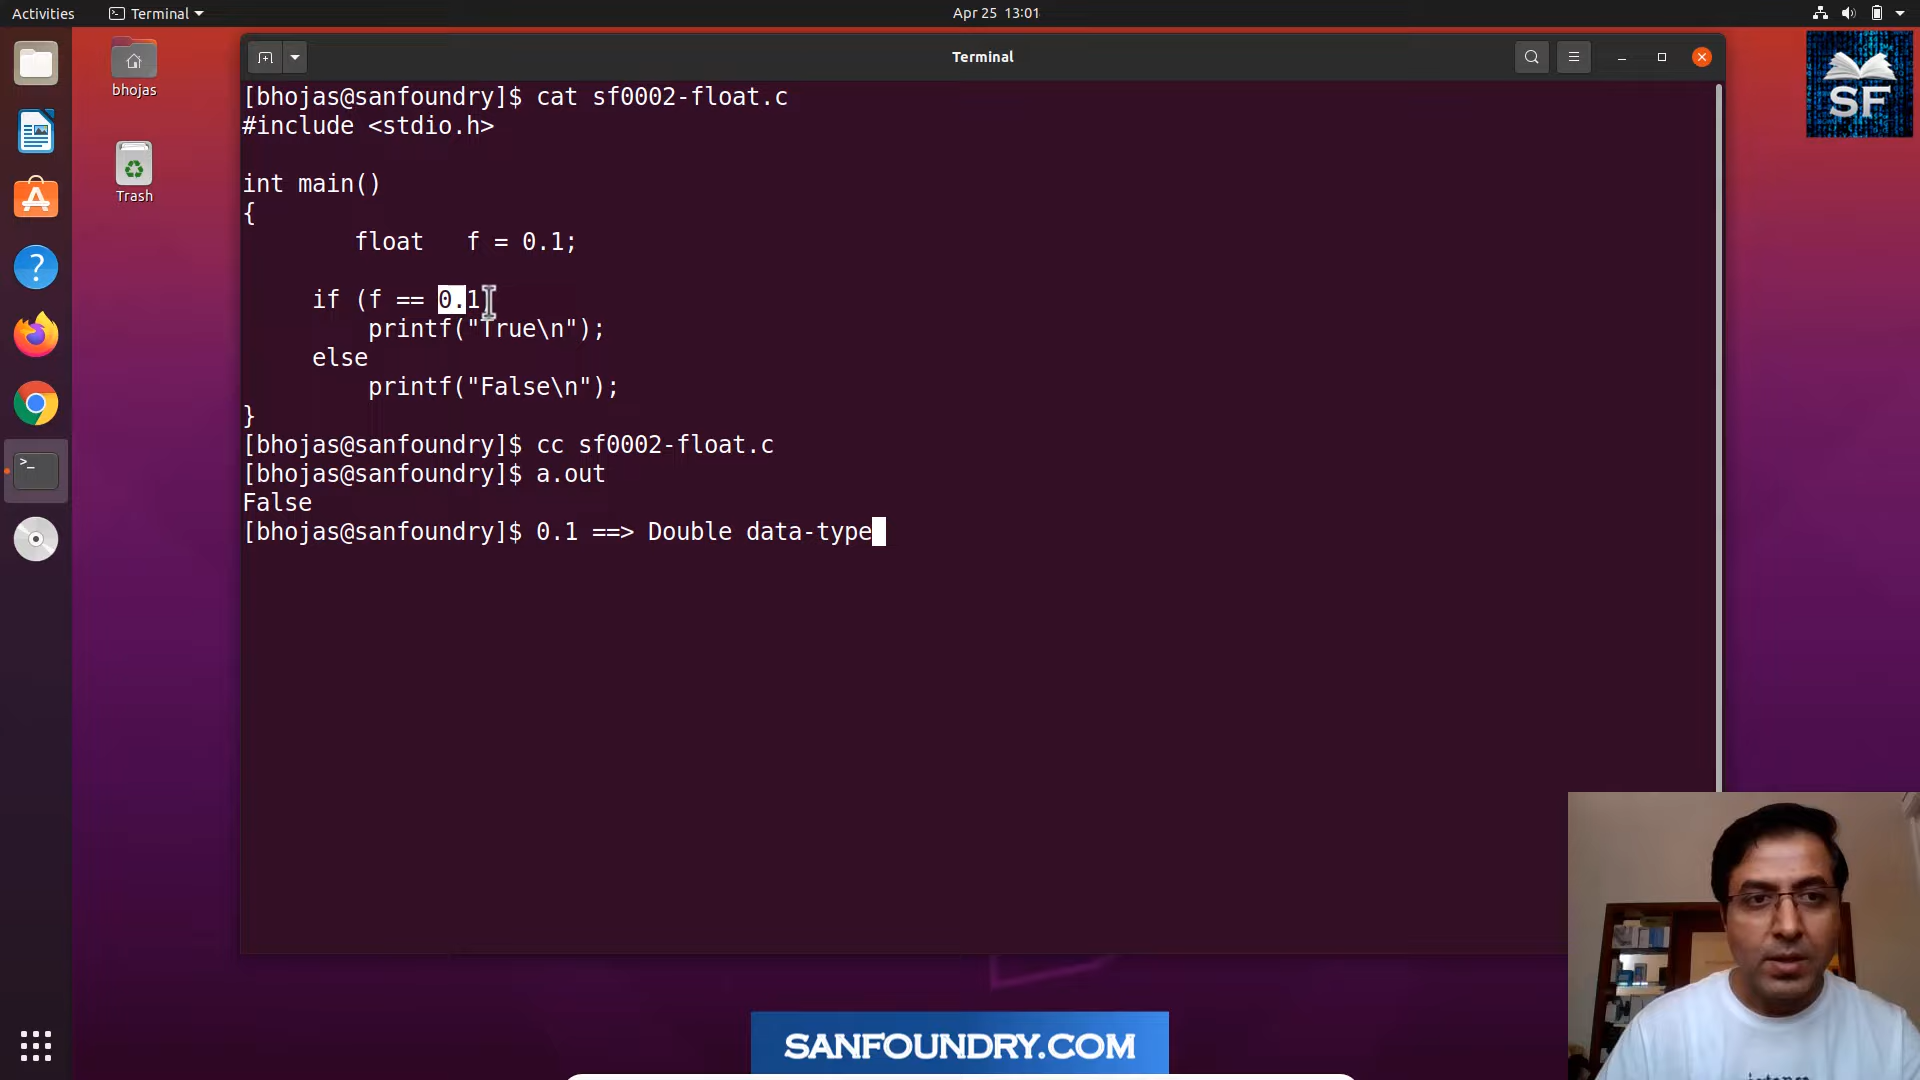 Activities
Terminal
Apr 25 13:01
bhojas
Trash
Terminal
SF
[bhojas@sanfoundry]$ cat sf0002-float.c
#include <stdio.h>
int main()
{
float f = 0.1;
if (f == 0.1
printf("True\n");
else
printf("False\n");
}
[bhojas@sanfoundry]$ cc sf0002-float.c
[bhojas@sanfoundry]$ a.out
False
[bhojas@sanfoundry]$ 0.1 ==> Double data-type
SANFOUNDRY.COM